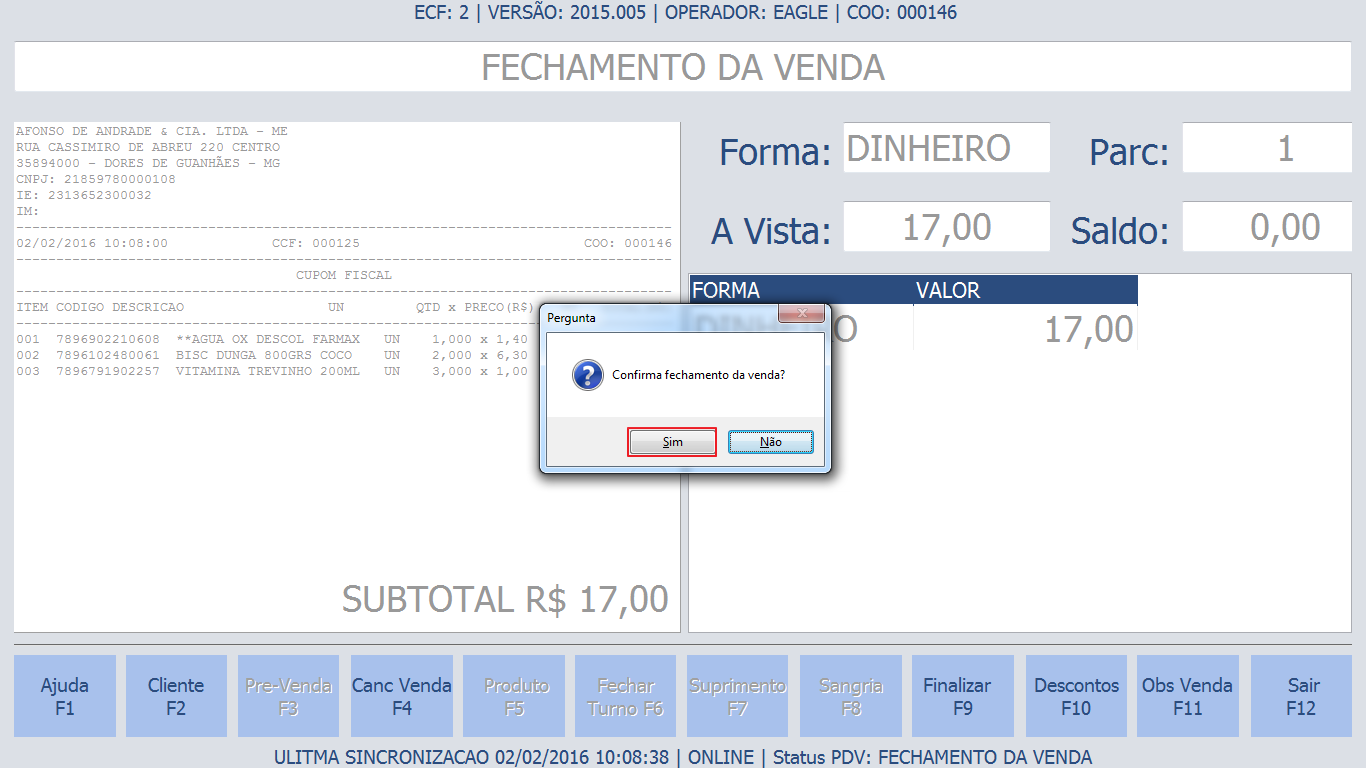 ECF: 2 | VERSÃO: 2015.005 | OPERADOR: EAGLE | COO: 000146
FECHAMENTO DA VENDA
AFONSO DE ANDRADE & CIA. LTDA - ME
RUA CASSIMIRO DE ABREU 220 CENTRO
35894000 - DORES DE GUANHÃES - MG
CNPJ: 21859780000108
IE: 2313652300032
IM:
02/02/2016 10:08:00 CCF: 000125 COO: 000146
CUPOM FISCAL
ITEM CODIGO DESCRICAO UN QTD x PRECO(R$)
001 7896902210608 **AGUA OX DESCOL FARMAX UN 1,000 x 1,40
002 7896102480061 BISC DUNGA 800GRS COCO UN 2,000 x 6,30
003 7896791902257 VITAMINA TREVINHO 200ML UN 3,000 x 1,00
SUBTOTAL R$ 17,00
Forma: DINHEIRO Parc: 1
A Vista: 17,00 Saldo: 0,00
FORMA VALOR
DINHEIRO 17,00
Pergunta
Confirma fechamento da venda?
Sim Não
Ajuda
F1
Cliente
F2
Pre-Venda
F3
Canc Venda
F4
Produto
F5
Fechar
Turno F6
Suprimento
F7
Sangria
F8
Finalizar
F9
Descontos
F10
Obs Venda
F11
Sair
F12
ULITMA SINCRONIZACAO 02/02/2016 10:08:38 | ONLINE | Status PDV: FECHAMENTO DA VENDA